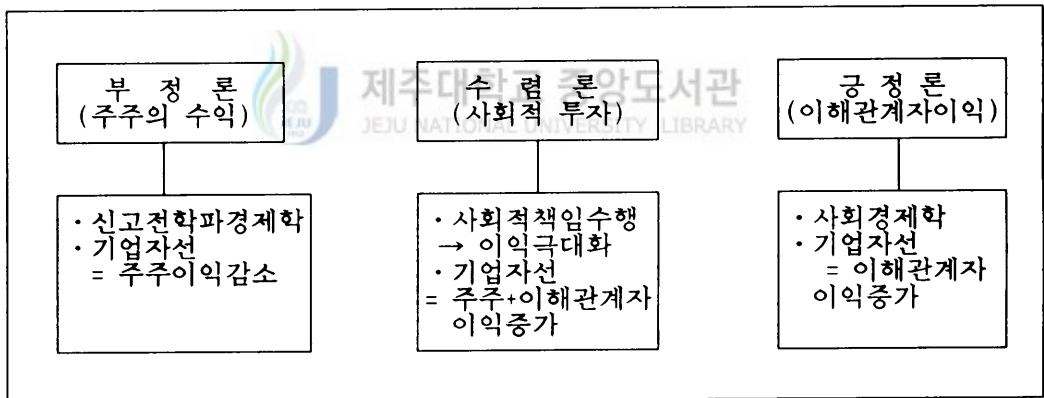 부 정 론
(주주의 수익)
· 신고전학파경제학
· 기업자선
= 주주이익감소
제주대학교 중앙도서관
JEJU NATIONAL UNIVERSITY LIBRARY
수 렴 론
(사회적 투자)
· 사회적책임수행
→ 이익극대화
· 기업자선
= 주주+이해관계자
이익증가
긍 정 론
(이해관계자이익)
· 사회경제학
· 기업자선
= 이해관계자
이익증가